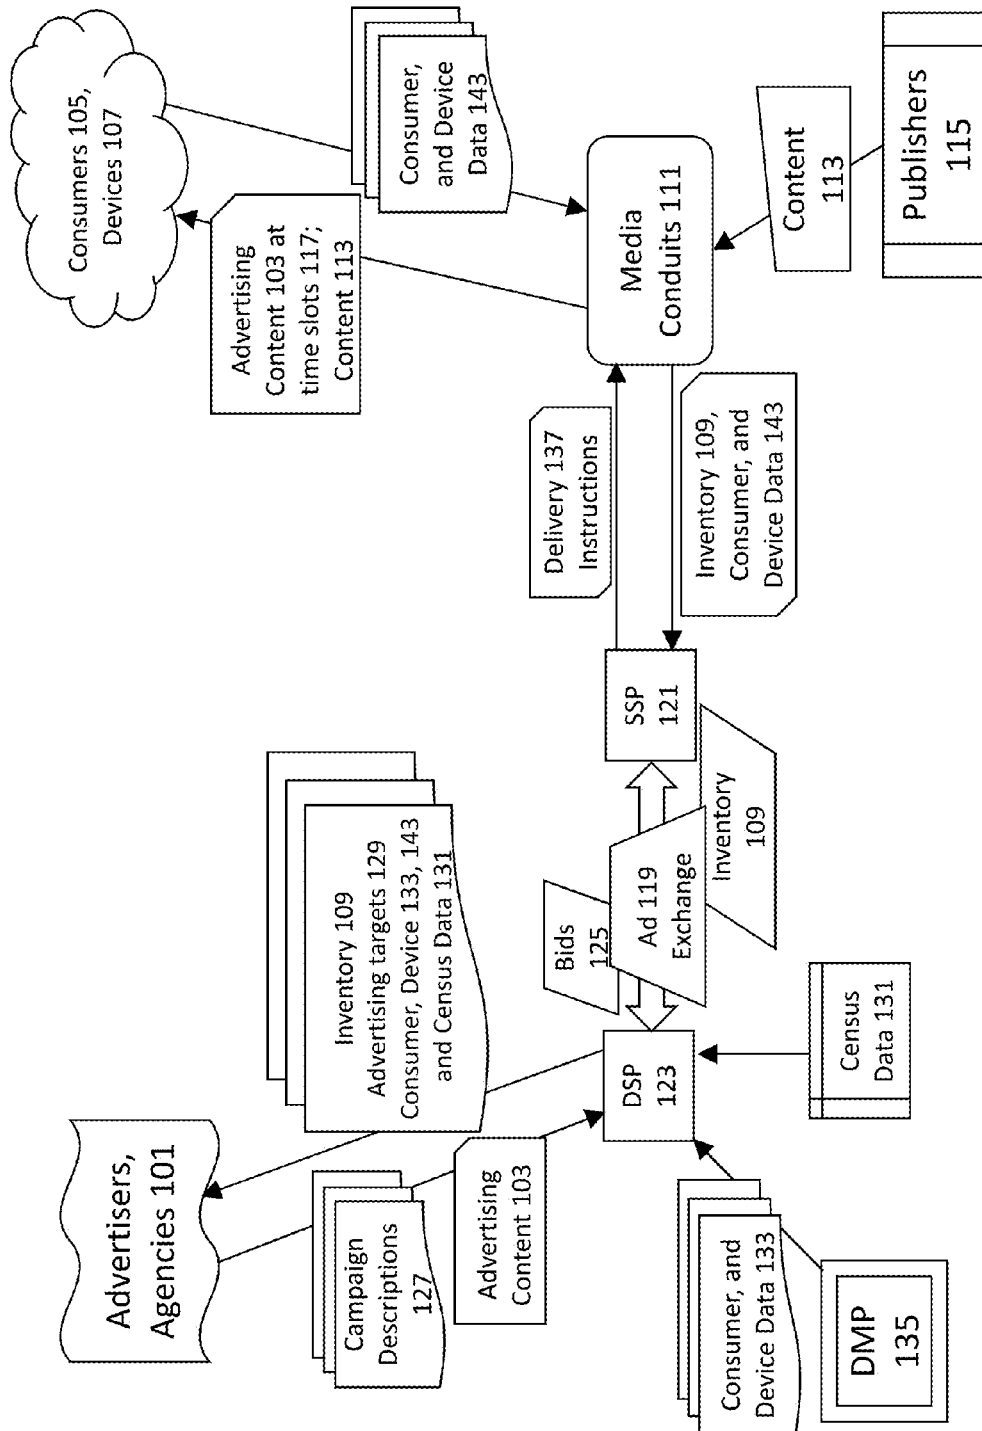 Advertisers,
Agencies 101
Consumers 105,
Devices 107
Inventory 109
Advertising targets 129
Consumer, Device 133, 143
and Census Data 131
Advertising
Content 103 at
time slots 117;
Content 113
Consumer,
and Device
Data 143
Campaign
Descriptions
127
Advertising
Content 103
Bids
125
Delivery 137
Instructions
DSP
123
Ad 119
Exchange
SSP
121
Media
Conduits 111
Inventory
109
Inventory 109,
Consumer, and
Device Data 143
Consumer, and
Device Data 133
Census
Data 131
Content
113
DMP
135
Publishers
115